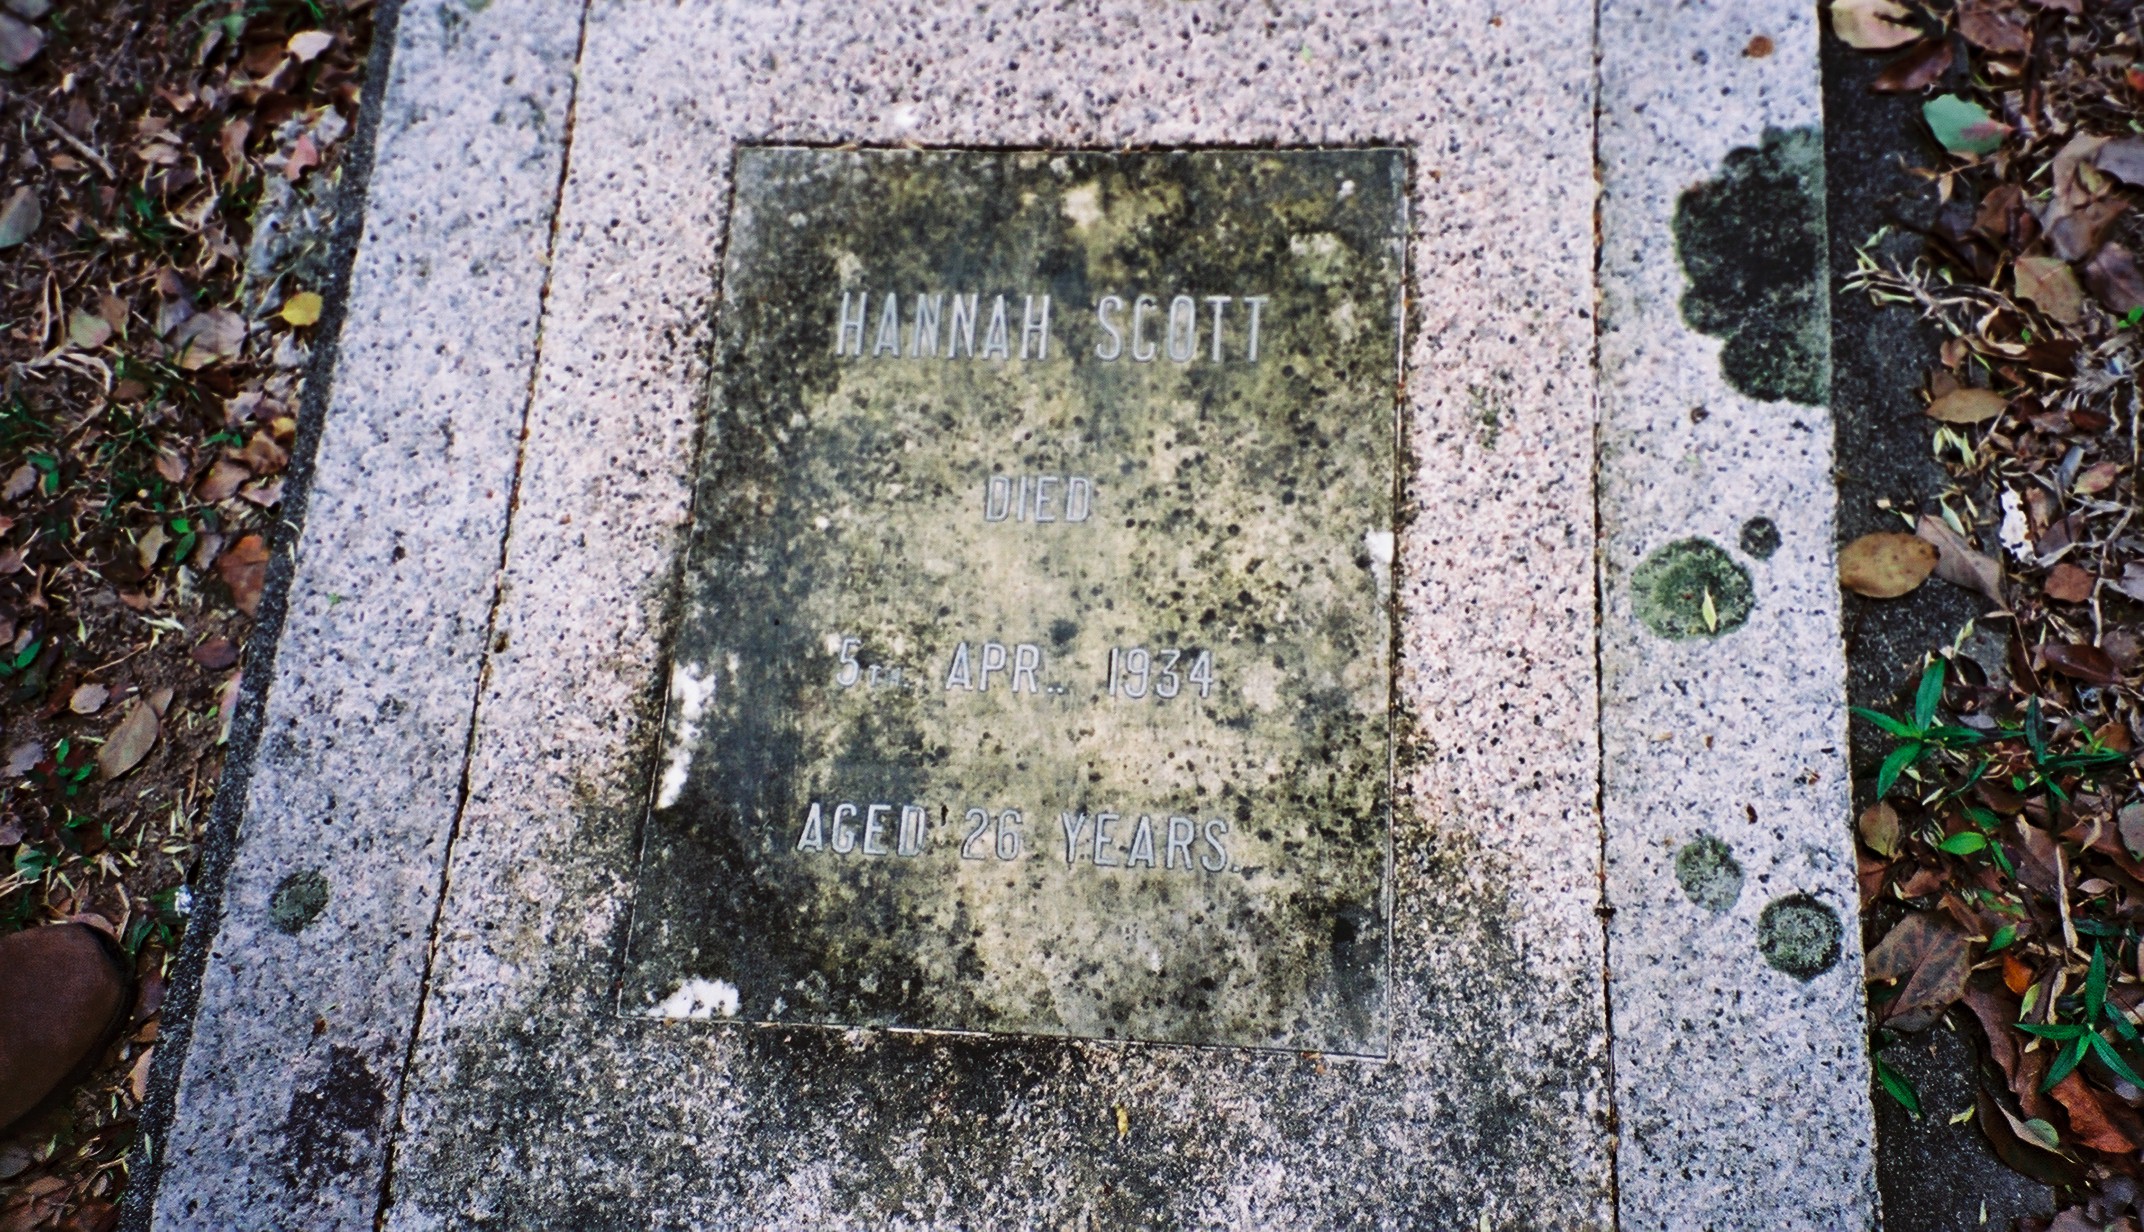 HANNAH SCOTT
DIED
5TH. APR.. 1934
AGED 26 YEARS.